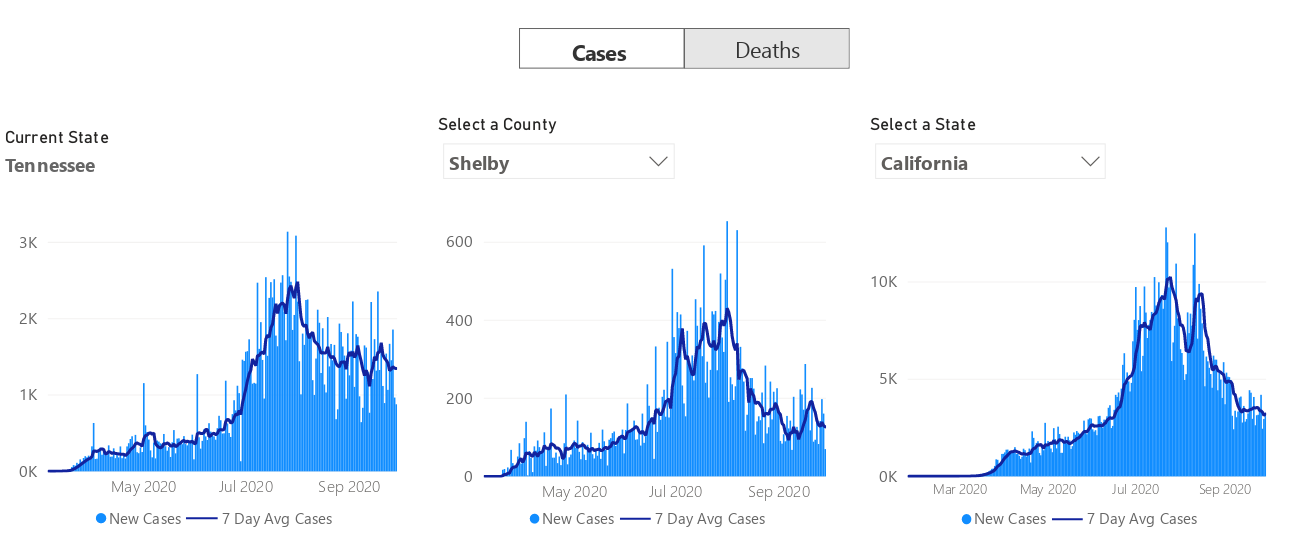 Cases
Deaths
Current State
Tennessee
3K
2K
1K
0K
May 2020
Jul 2020
Sep 2020
New Cases
7 Day Avg Cases
Select a County
Shelby
600
400
200
0
May 2020
Jul 2020
Sep 2020
New Cases
7 Day Avg Cases
Select a State
California
10K
5K
0K
Mar 2020
May 2020
Jul 2020
Sep 2020
New Cases
7 Day Avg Cases